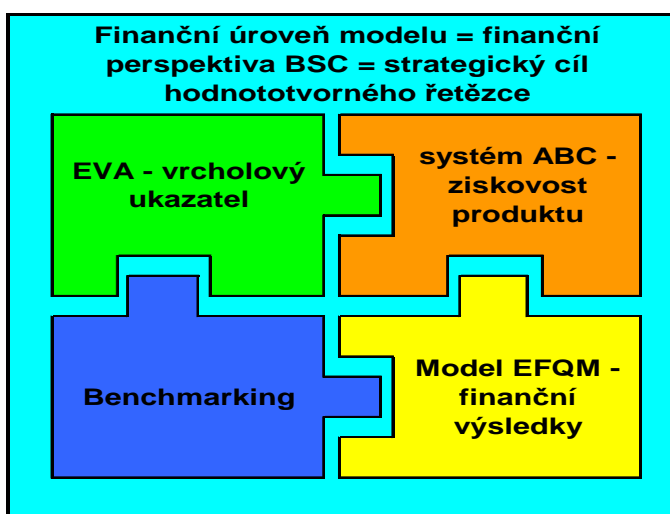 Finanční úroveň modelu = finanční
perspektiva BSC = strategický cíl
hodnototvorného řetězce
EVA - vrcholový
ukazatel
systém ABC -
ziskovost
produktu
Benchmarking
Model EFQM -
finanční
výsledky